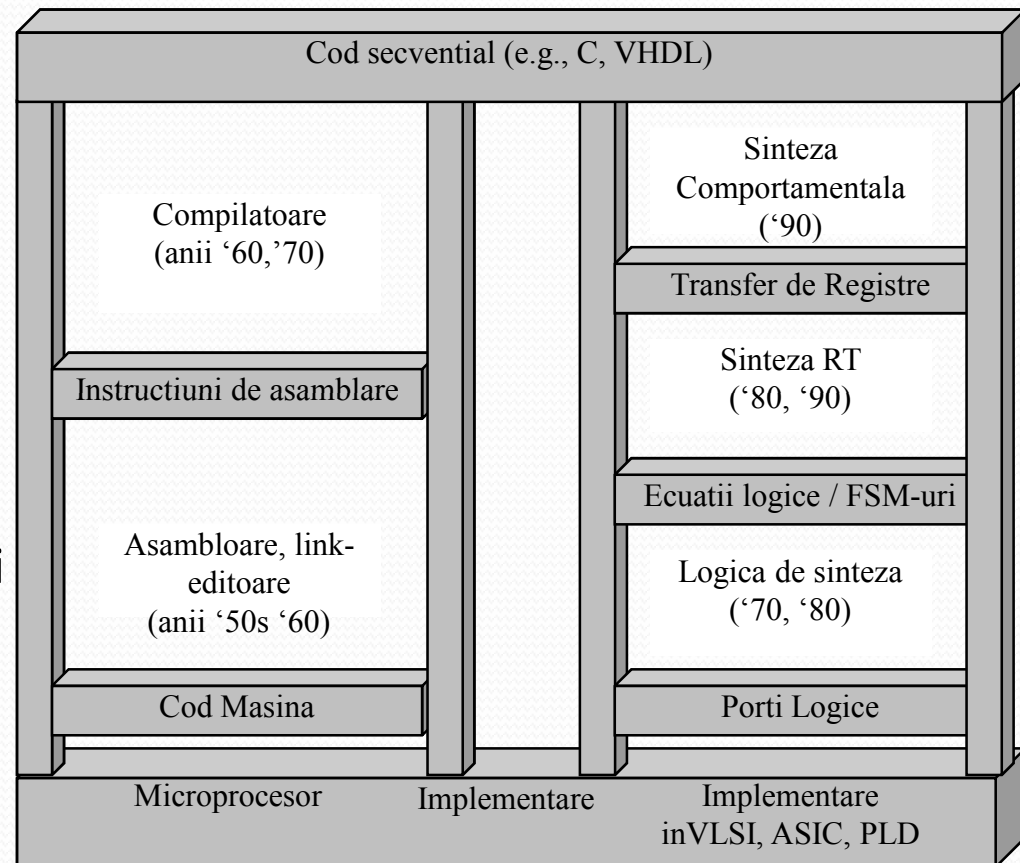 Cod secvential (e.g., C, VHDL)
Compilatoare
(anii ‘60,’70)
Instructiuni de asamblare
Asambloare, link-
editoare
(anii ‘50s ‘60)
Cod Masina
Microprocesor
Implementare
Sinteza
Comportamentala
(‘90)
Transfer de Registre
Sinteza RT
(‘80, ‘90)
Ecuatii logice / FSM-uri
Logica de sinteza
(‘70, ‘80)
Porti Logice
Implementare
inVLSI, ASIC, PLD